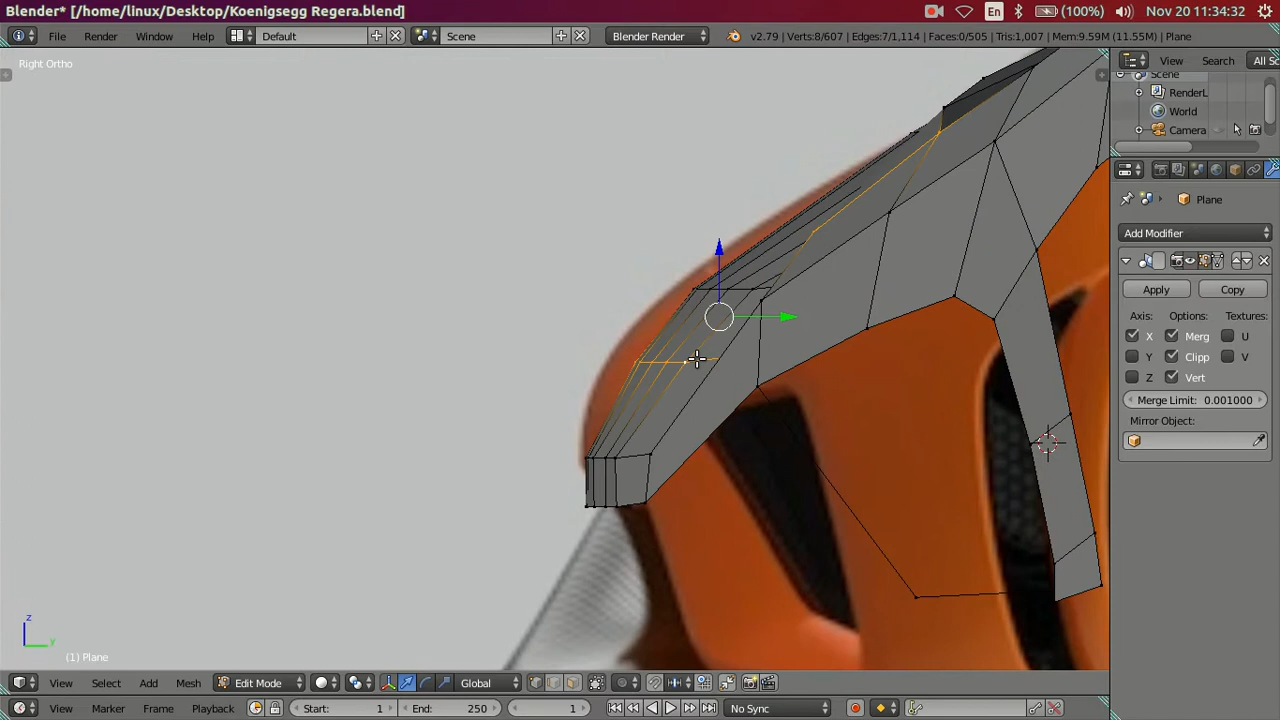 Blender* [/home/linux/Desktop/Koenigsegg Regera.blend]
En (100%) Nov 20 11:34:32
File Render Window Help Default Scene Blender Render v2.79 | Verts:8/607 | Edges:7/1,114 | Faces:0/505 | Tris:1,007 | Mem:9.59M (11.55M) | Plane
View Search All Sc
Right Ortho
Scene
RenderL
World
Camera
Plane
Add Modifier
Apply Copy
Axis: Options: Textures:
X Merg U
Y Clipp V
Z Vert
Merge Limit: 0.001000
Mirror Object:
z
y
(1) Plane
View Select Add Mesh Edit Mode Global
View Marker Frame Playback Start: 1 End: 250 1 No Sync